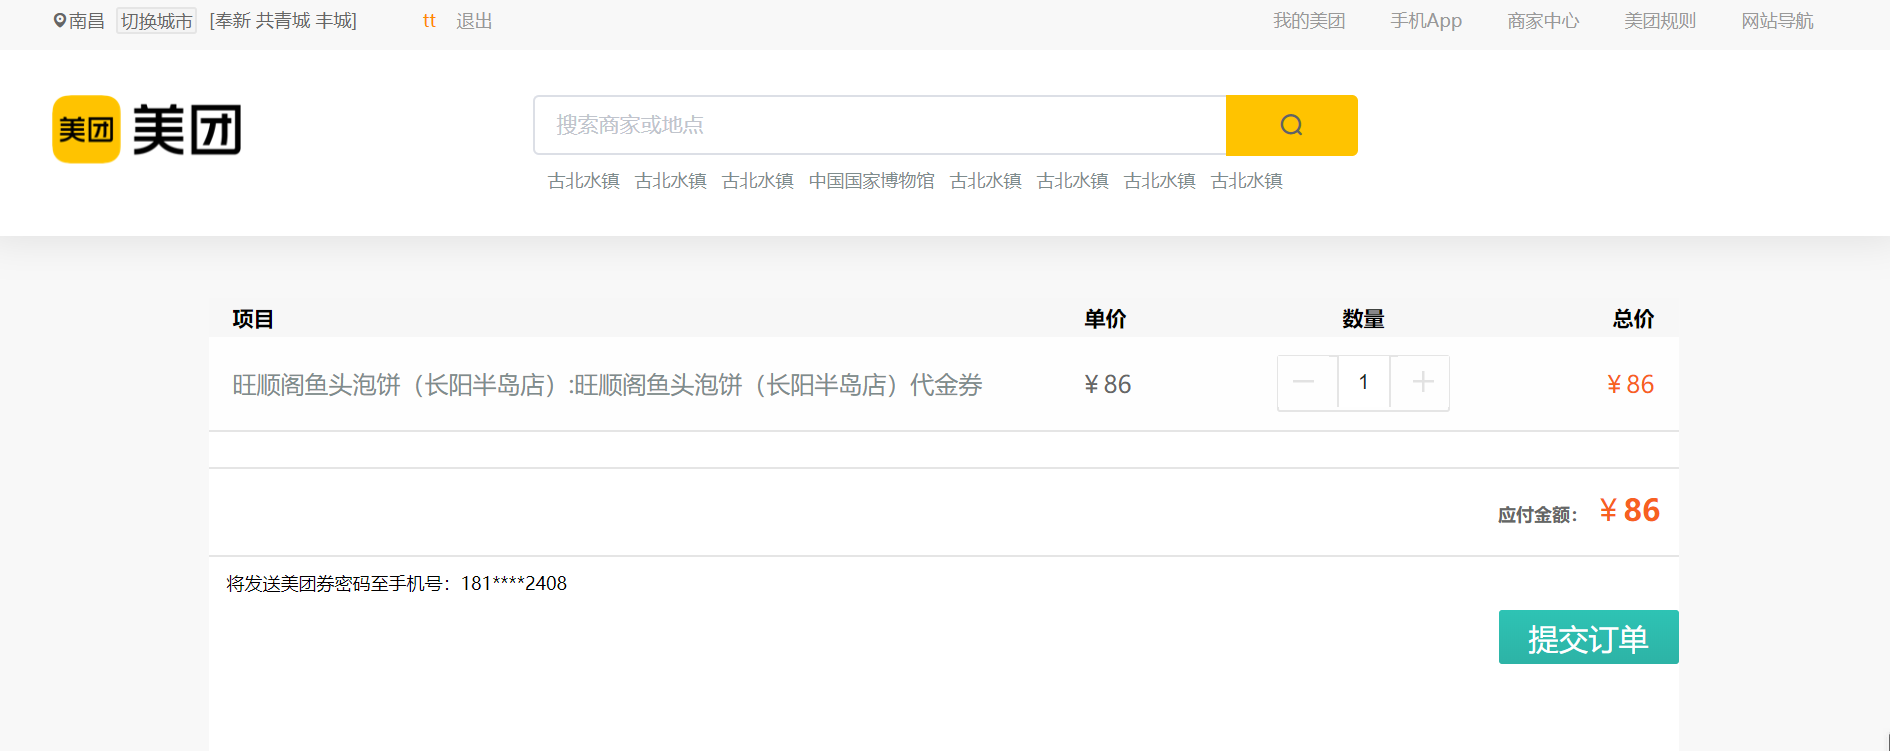 南昌 切换城市 [奉新 共青城 丰城] tt 退出 我的美团 手机App 商家中心 美团规则 网站导航
美团 美团
搜索商家或地点
古北水镇 古北水镇 古北水镇 中国国家博物馆 古北水镇 古北水镇 古北水镇 古北水镇
项目 单价 数量 总价
旺顺阁鱼头泡饼（长阳半岛店）:旺顺阁鱼头泡饼（长阳半岛店）代金券 ¥86 — 1 + ¥86
应付金额： ¥86
将发送美团券密码至手机号：181****2408
提交订单